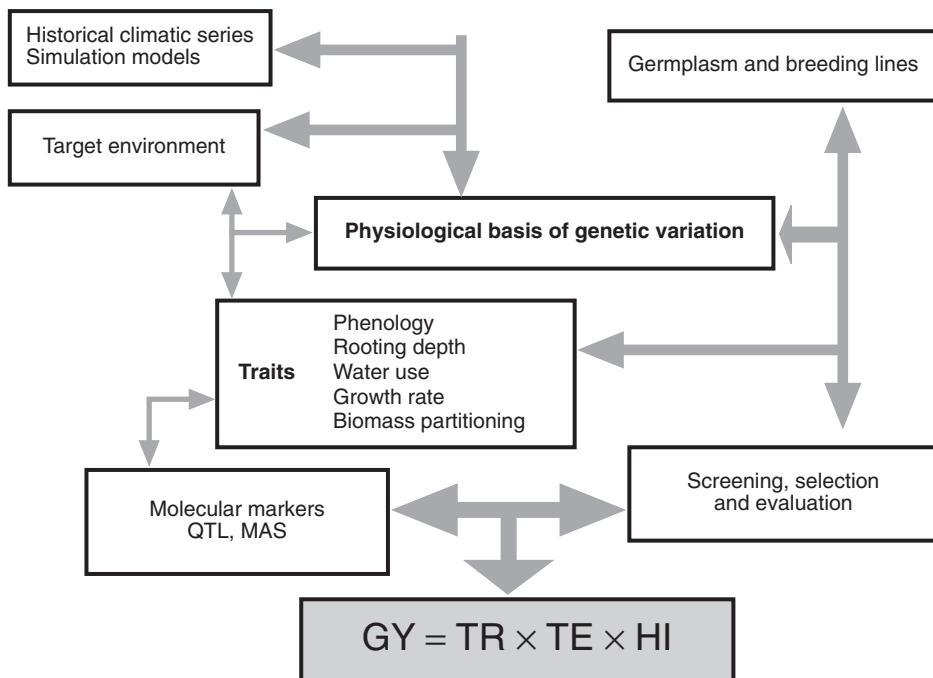 Historical climatic series
Simulation models
Germplasm and breeding lines
Target environment
Physiological basis of genetic variation
Traits
Phenology
Rooting depth
Water use
Growth rate
Biomass partitioning
Molecular markers
QTL, MAS
Screening, selection
and evaluation
GY = TR × TE × HI